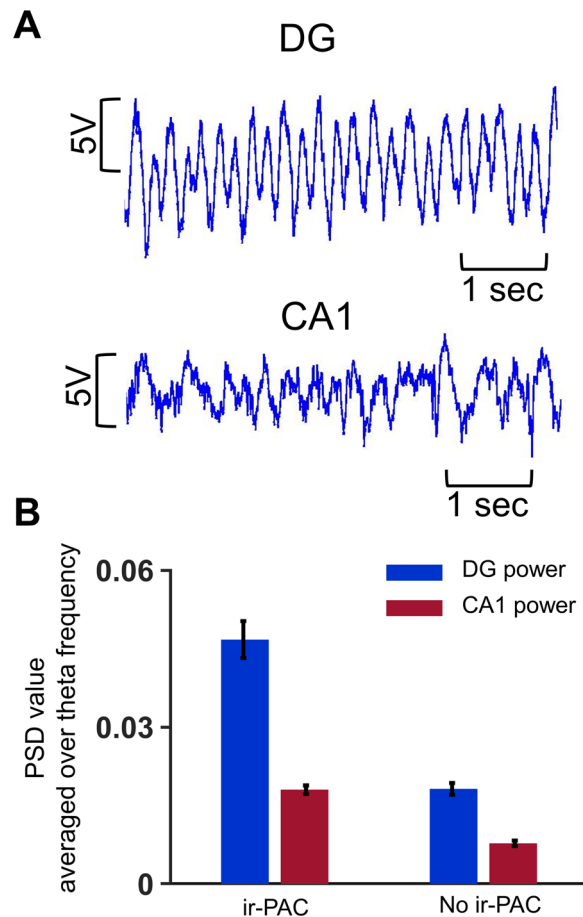 A
DG
5V
1 sec
CA1
5V
1 sec
B
PSD value
averaged over theta frequency
0.06
0.03
0
DG power
CA1 power
ir-PAC
No ir-PAC